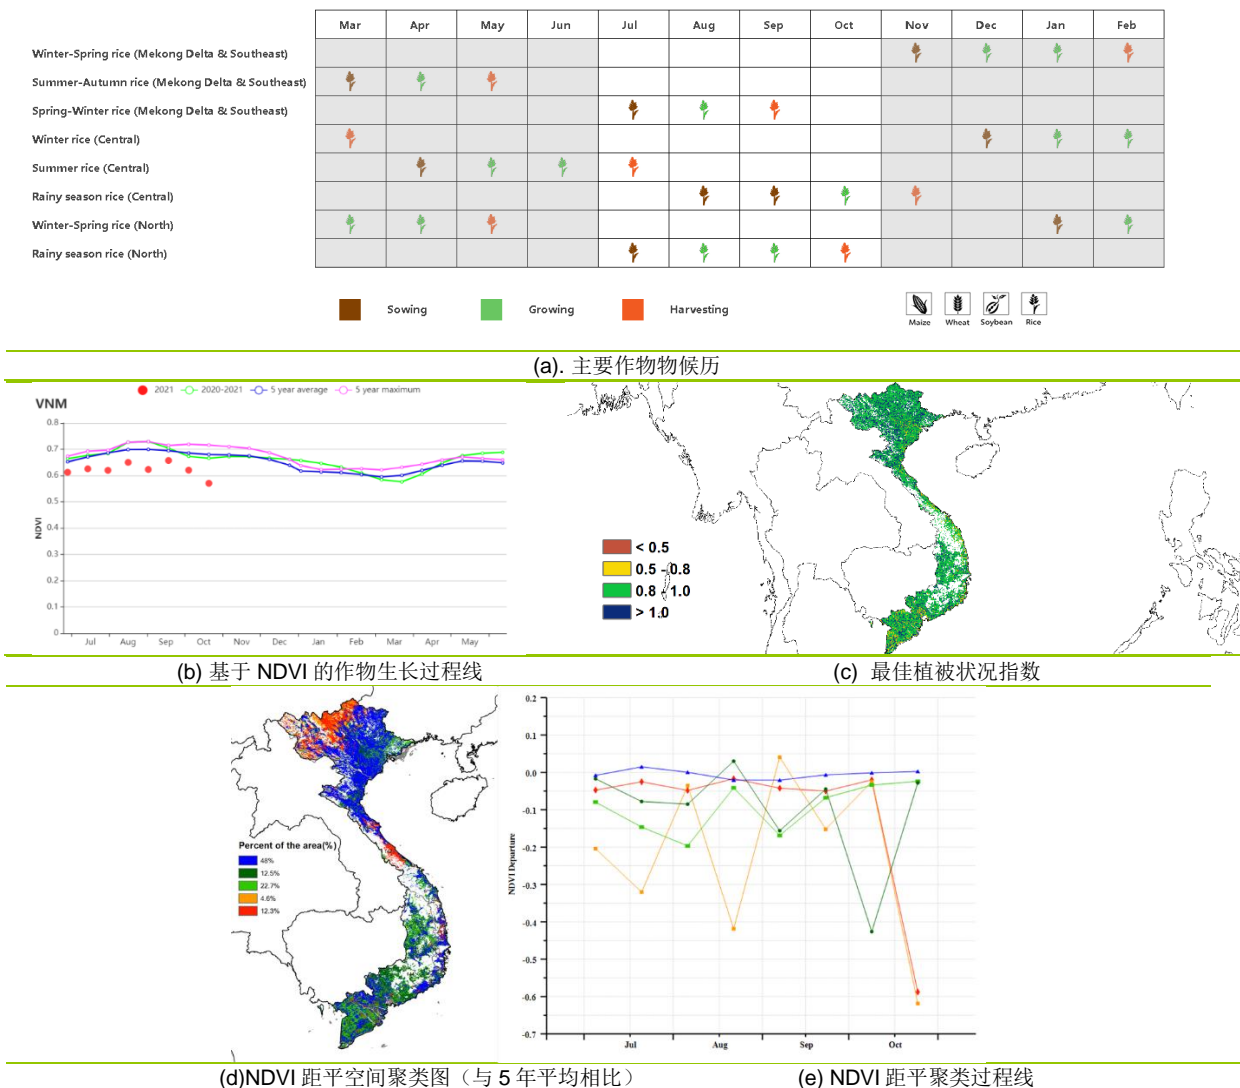 Mar Apr May Jun Jul Aug Sep Oct Nov Dec Jan Feb
Winter-Spring rice (Mekong Delta & Southeast)
Summer-Autumn rice (Mekong Delta & Southeast)
Spring-Winter rice (Mekong Delta & Southeast)
Winter rice (Central)
Summer rice (Central)
Rainy season rice (Central)
Winter-Spring rice (North)
Rainy season rice (North)
Sowing Growing Harvesting
Maize Wheat Soybean Rice
(a). 主要作物物候历
2021 2020-2021 5 year average 5 year maximum
VNM
0.8
0.7
0.6
0.5
0.4
0.3
0.2
0.1
0
NDVI
Jul Aug Sep Oct Nov Dec Jan Feb Mar Apr May
< 0.5
0.5 - 0.8
0.8 - 1.0
> 1.0
(b) 基于 NDVI 的作物生长过程线
(c) 最佳植被状况指数
Percent of the area(%)
48%
12.5%
22.7%
4.6%
12.3%
0.2
0.1
0.0
-0.1
-0.2
-0.3
-0.4
-0.5
-0.6
-0.7
NDVI Departure
Jul Aug Sep Oct
(d)NDVI 距平空间聚类图（与 5 年平均相比）
(e) NDVI 距平聚类过程线